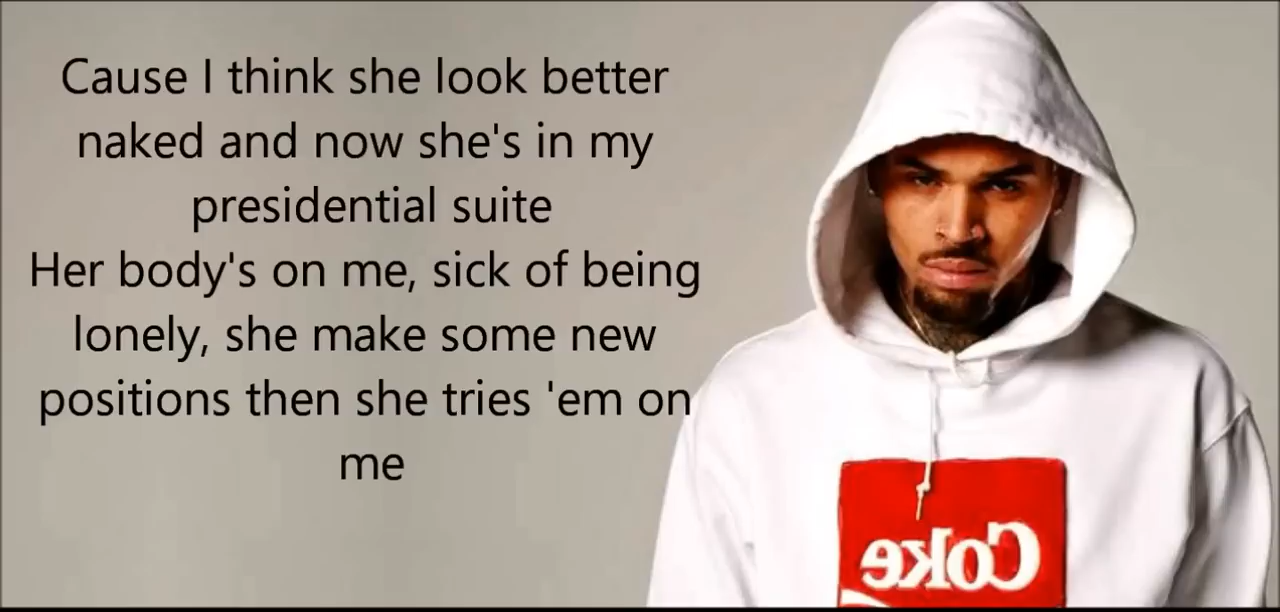 Cause I think she look better
naked and now she's in my
presidential suite
Her body's on me, sick of being
lonely, she make some new
positions then she tries 'em on
me
Coke